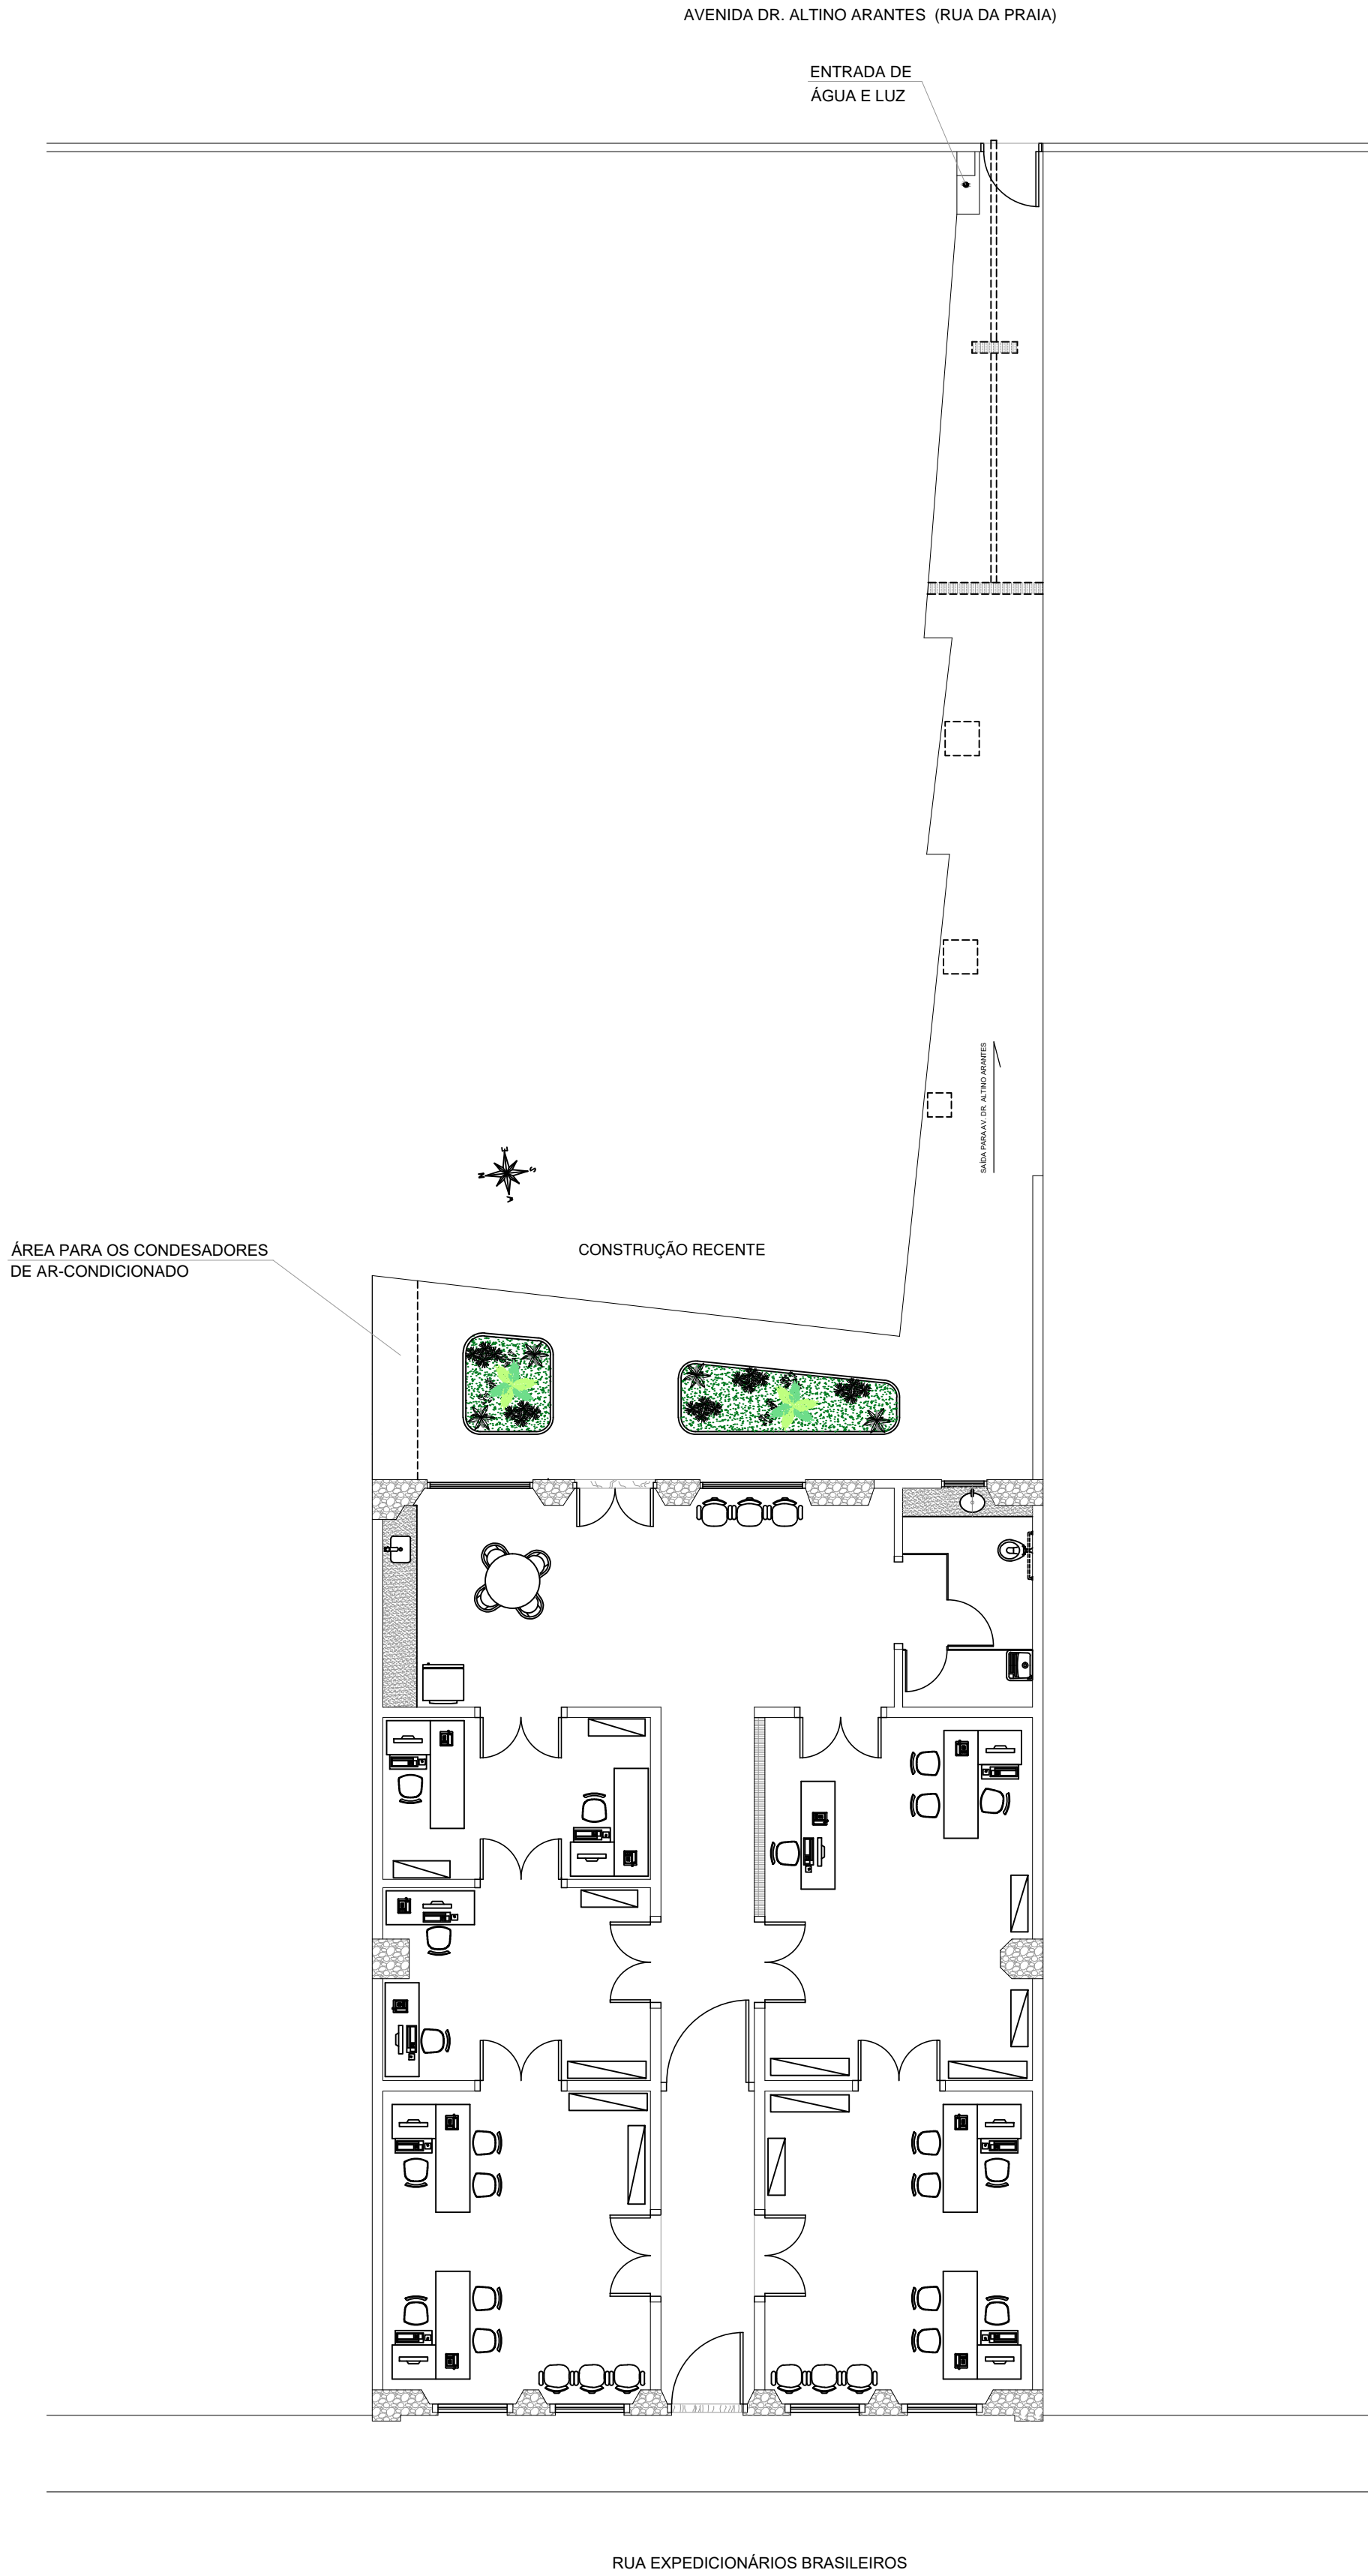 AVENIDA DR. ALTINO ARANTES (RUA DA PRAIA)
ENTRADA DE
ÁGUA E LUZ
SAÍDA PARA AV. DR. ALTINO ARANTES
E
N
S
V
ÁREA PARA OS CONDESADORES
DE AR-CONDICIONADO
CONSTRUÇÃO RECENTE
RUA EXPEDICIONÁRIOS BRASILEIROS